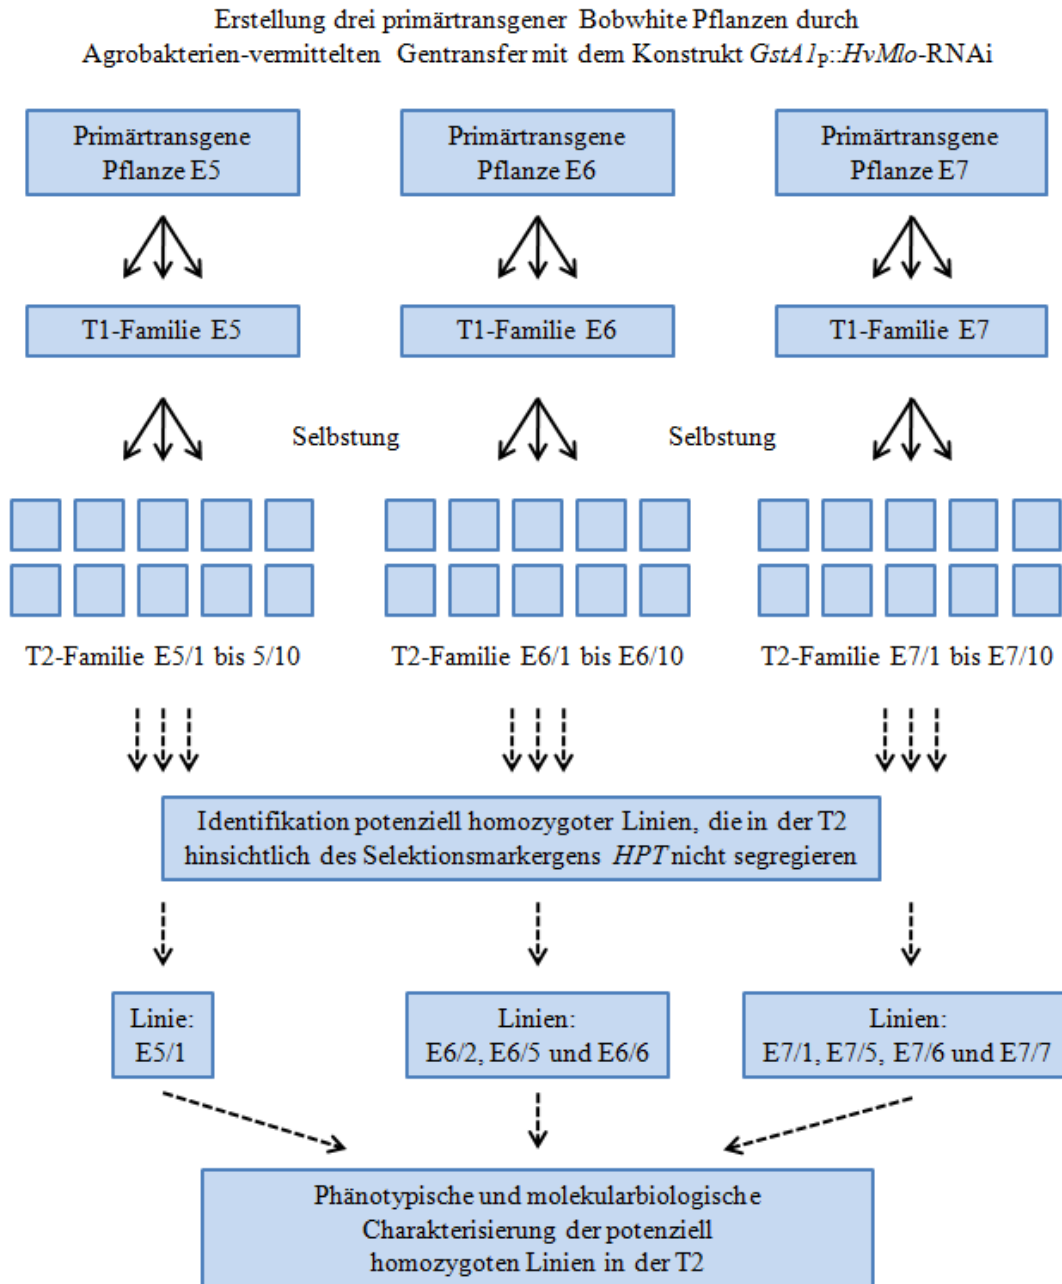 Erstellung drei primärtransgener Bobwhite Pflanzen durch
Agrobakterien-vermittelten Gentransfer mit dem Konstrukt GstA1p::HvMlo-RNAi
Primärtransgene
Pflanze E5
Primärtransgene
Pflanze E6
Primärtransgene
Pflanze E7
T1-Familie E5
T1-Familie E6
T1-Familie E7
Selbstung
Selbstung
T2-Familie E5/1 bis 5/10
T2-Familie E6/1 bis E6/10
T2-Familie E7/1 bis E7/10
Identifikation potenziell homozygoter Linien, die in der T2
hinsichtlich des Selektionsmarkergens HPT nicht segregieren
Linie:
E5/1
Linien:
E6/2, E6/5 und E6/6
Linien:
E7/1, E7/5, E7/6 und E7/7
Phänotypische und molekularbiologische
Charakterisierung der potenziell
homozygoten Linien in der T2